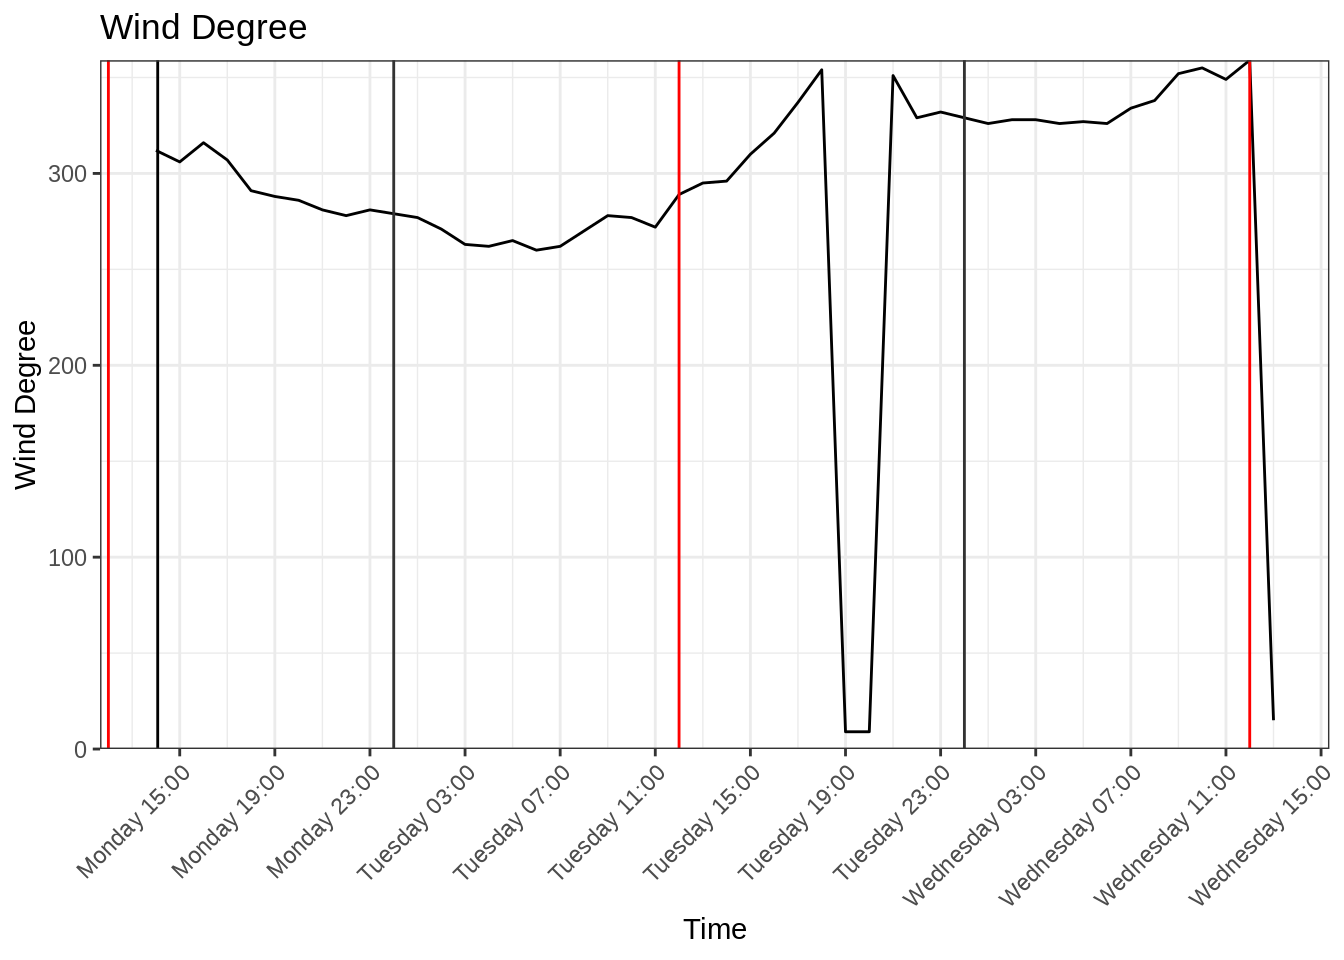 Wind Degree
Wind Degree
300
200
100
0
Monday 15:00
Monday 19:00
Monday 23:00
Tuesday 03:00
Tuesday 07:00
Tuesday 11:00
Tuesday 15:00
Tuesday 19:00
Tuesday 23:00
Wednesday 03:00
Wednesday 07:00
Wednesday 11:00
Wednesday 15:00
Time